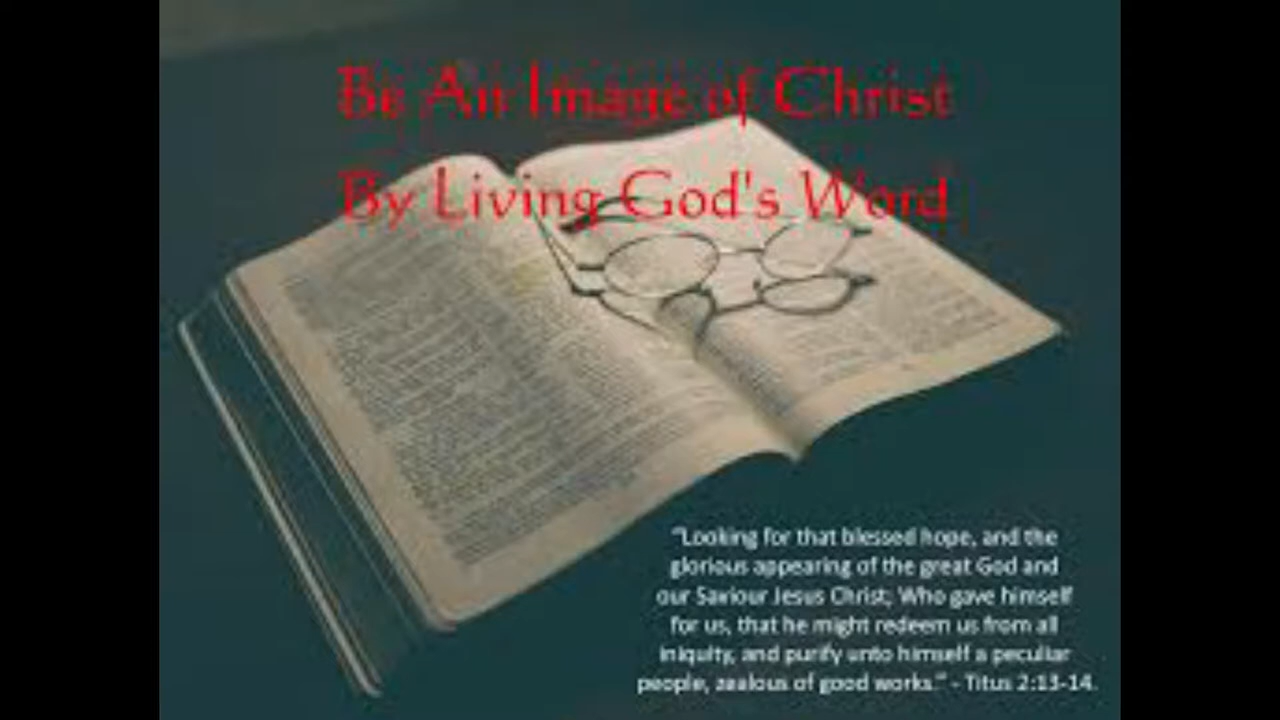 Be An Image of Christ
By Living God's Word
“Looking for that blessed hope, and the
glorious appearing of the great God and
our Saviour Jesus Christ; Who gave himself
for us, that he might redeem us from all
iniquity, and purify unto himself a peculiar
people, zealous of good works.” - Titus 2:13-14.